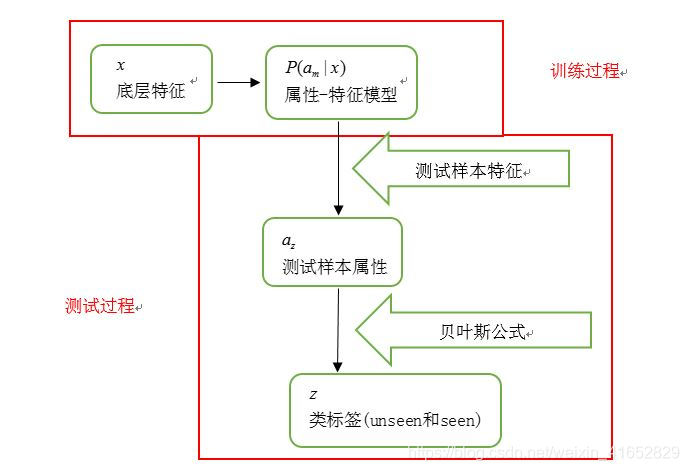 x
底层特征
P(aₘ|x)
属性-特征模型
训练过程
测试样本特征
a_z
测试样本属性
测试过程
贝叶斯公式
z
类标签(unseen和seen)
https://blog.csdn.net/weixin_41652829